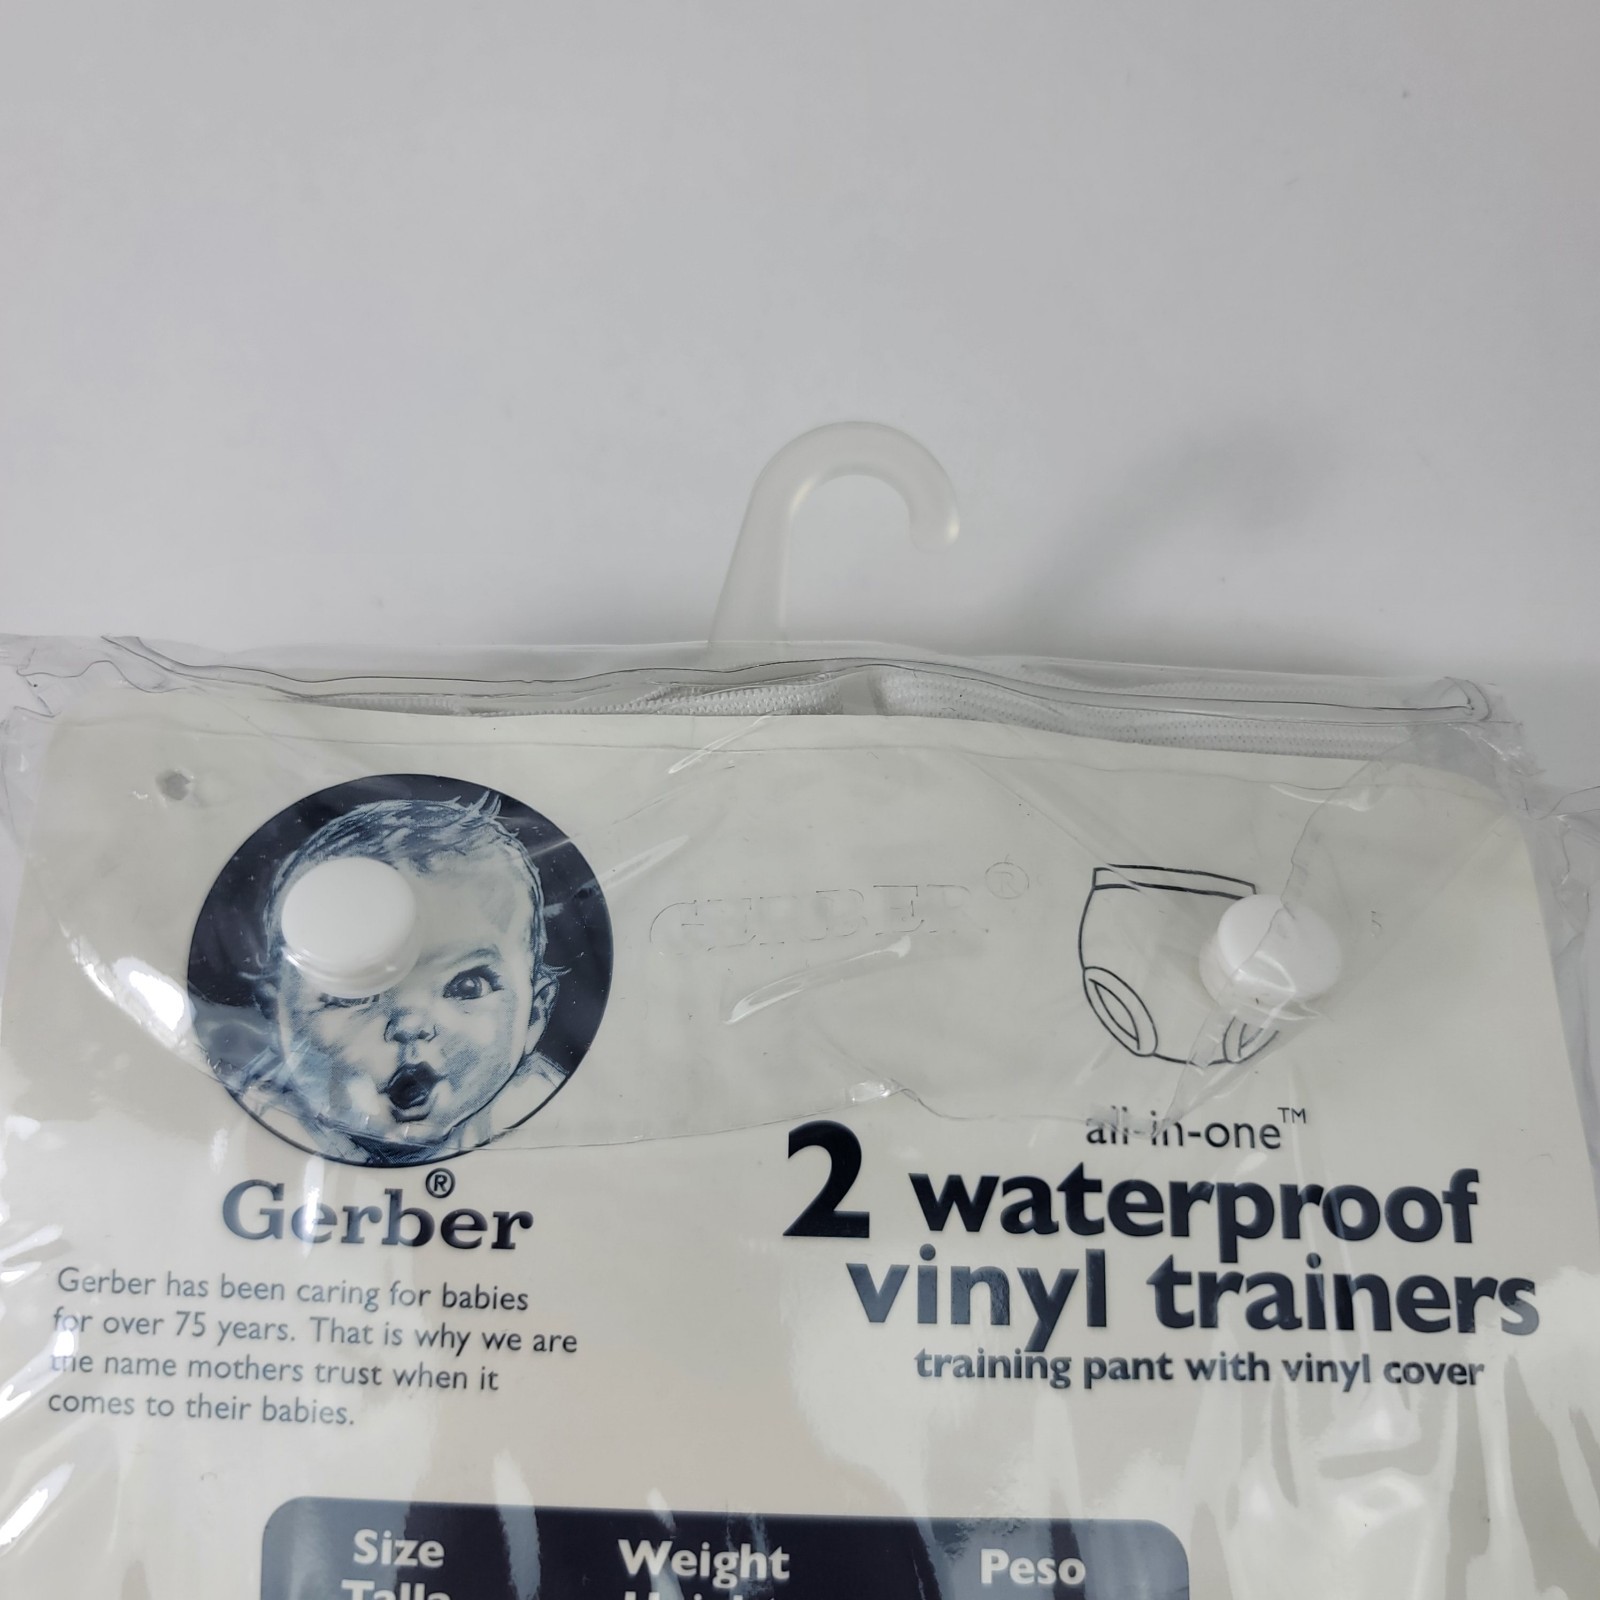 GERBER®
all-in-one™
2 waterproof
vinyl trainers
training pant with vinyl cover
Gerber®
Gerber has been caring for babies
for over 75 years. That is why we are
the name mothers trust when it
comes to their babies.
Size Weight Peso
Talla Height